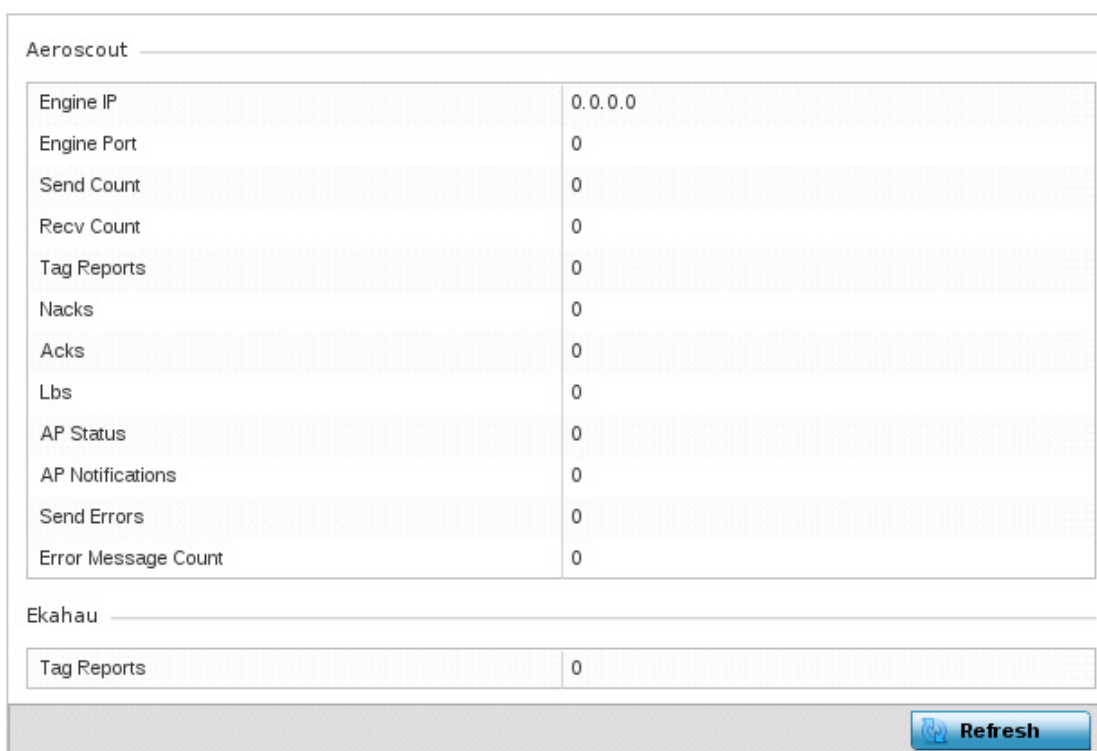 Aeroscout
Engine IP 0.0.0.0
Engine Port 0
Send Count 0
Recv Count 0
Tag Reports 0
Nacks 0
Acks 0
Lbs 0
AP Status 0
AP Notifications 0
Send Errors 0
Error Message Count 0
Ekahau
Tag Reports 0
Refresh